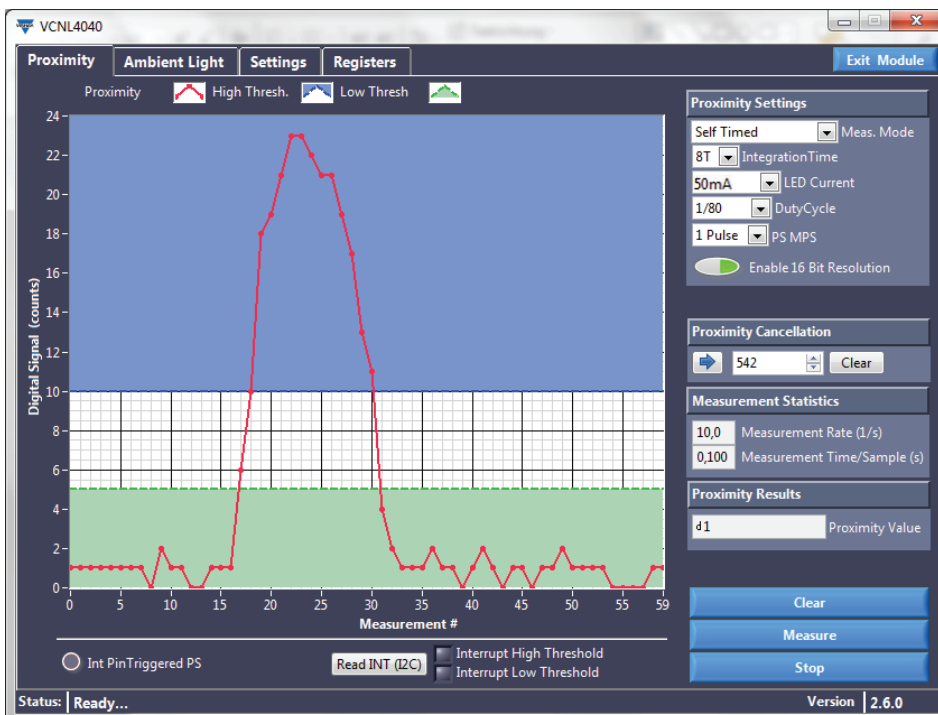 VCNL4040
Proximity Ambient Light Settings Registers
Exit Module
Proximity High Thresh. Low Thresh
24
22
20
18
16
14
12
10
8
6
4
2
0
Digital Signal (counts)
0 5 10 15 20 25 30 35 40 45 50 55 59
Measurement #
Int PinTriggered PS
Read INT (I2C)
Interrupt High Threshold
Interrupt Low Threshold
Proximity Settings
Self Timed Meas. Mode
8T IntegrationTime
50mA LED Current
1/80 DutyCycle
1 Pulse PS MPS
Enable 16 Bit Resolution
Proximity Cancellation
542 Clear
Measurement Statistics
10,0 Measurement Rate (1/s)
0,100 Measurement Time/Sample (s)
Proximity Results
d1 Proximity Value
Clear
Measure
Stop
Status: Ready...
Version 2.6.0